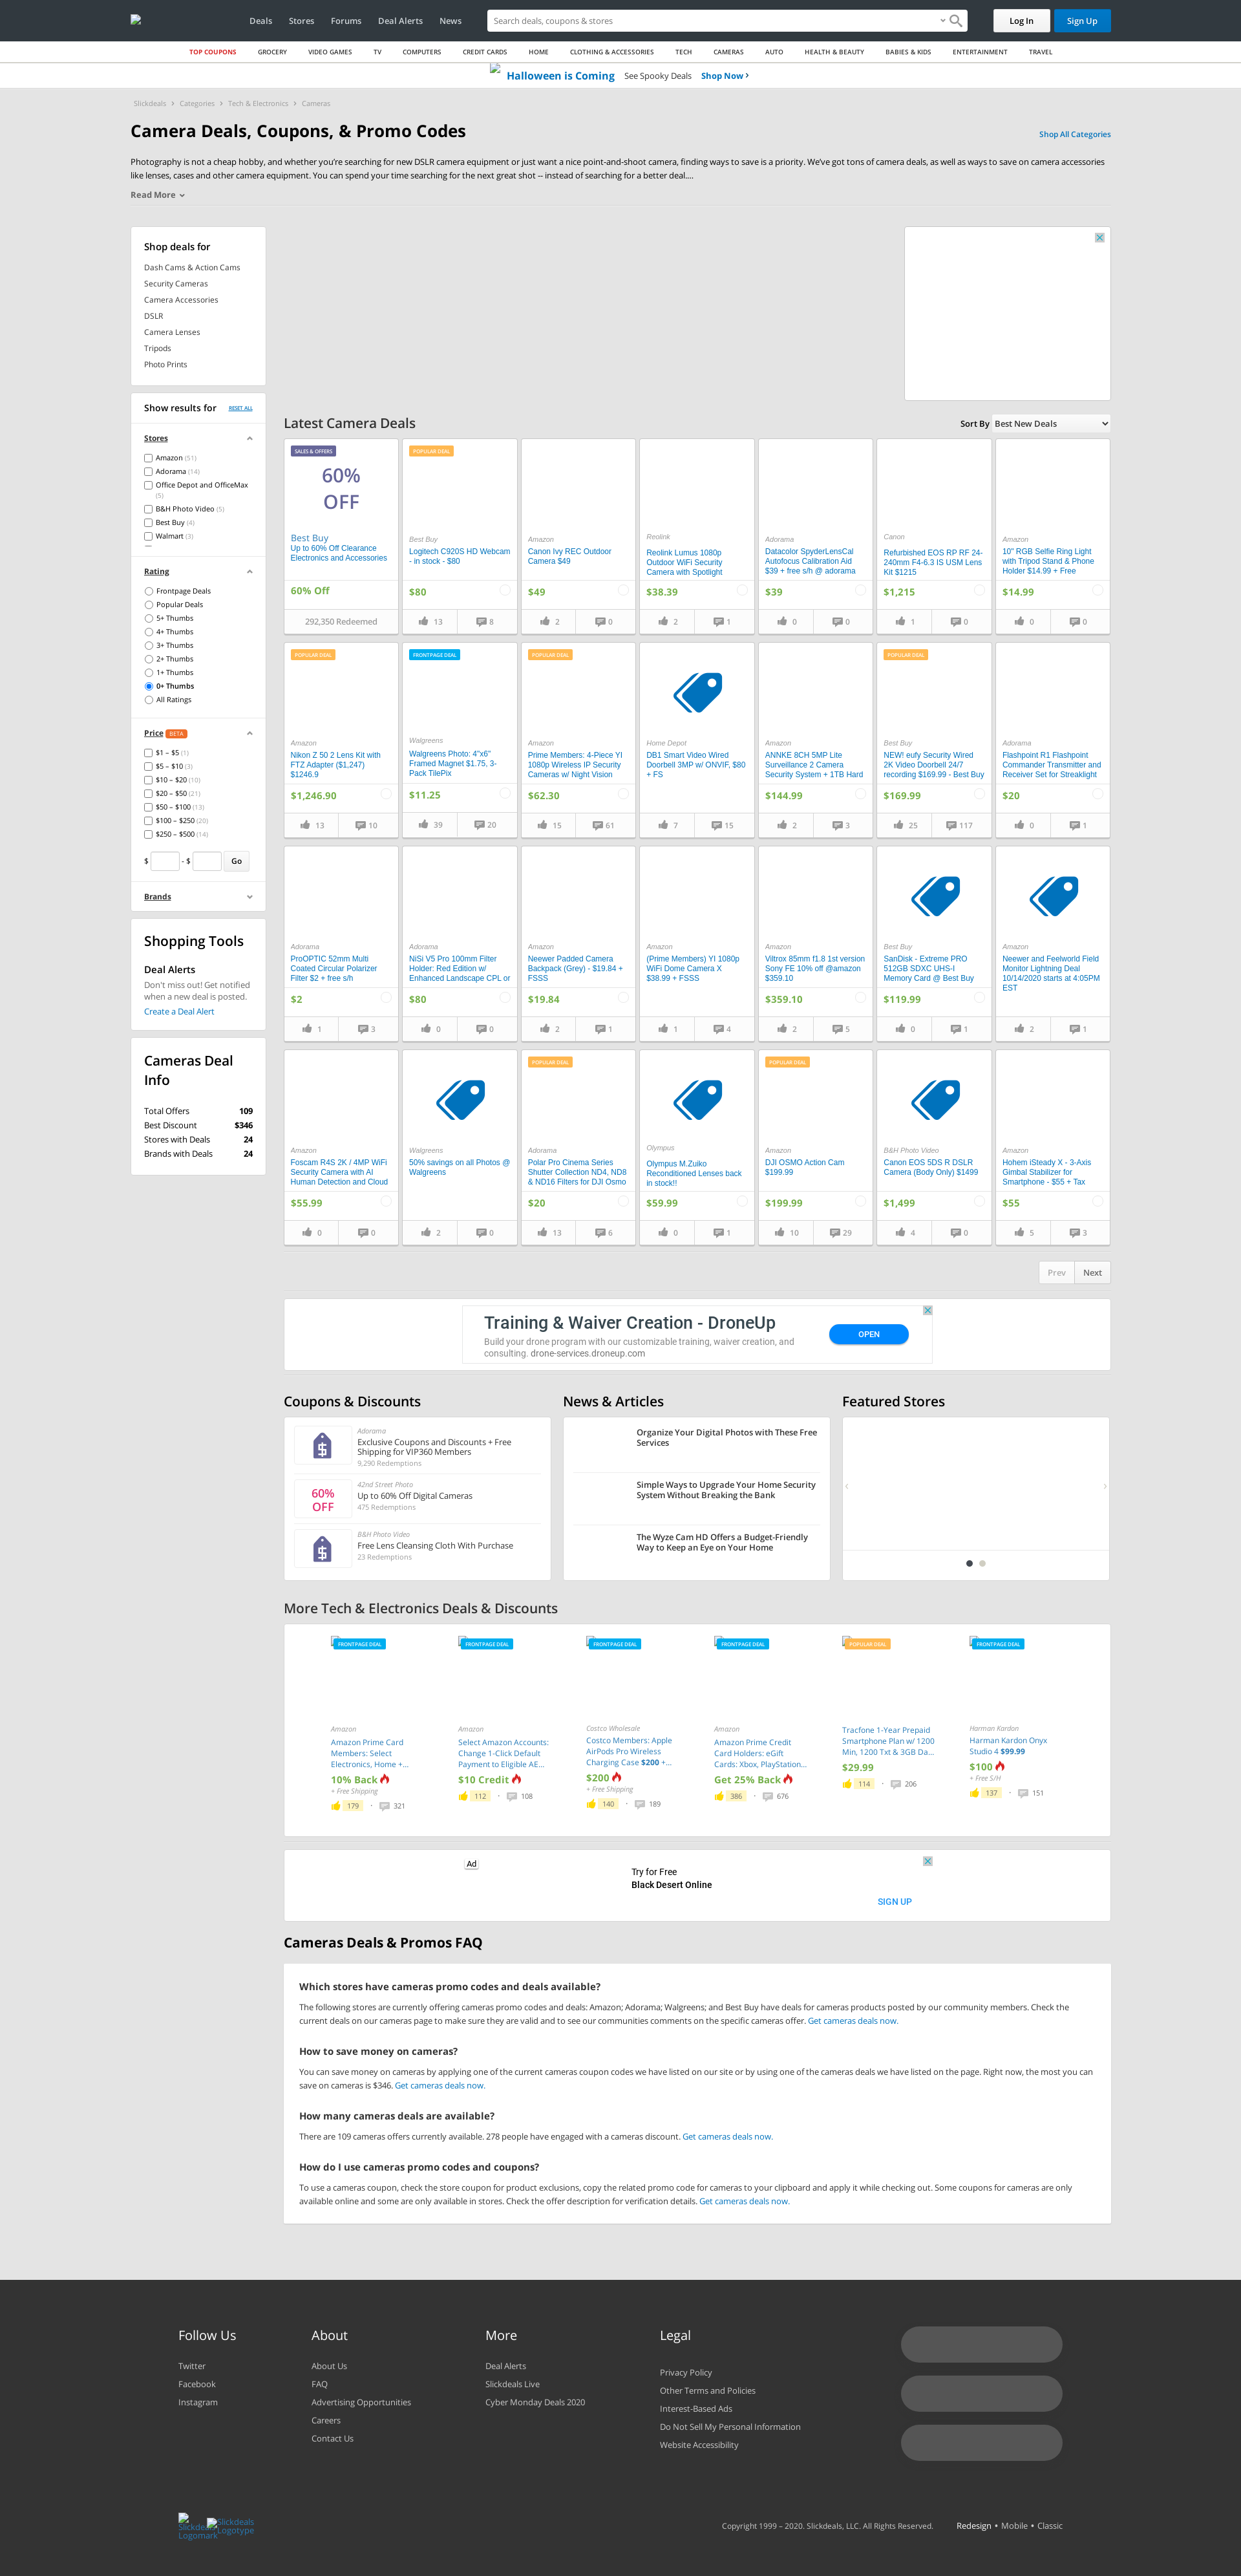 Deals Stores Forums Deal Alerts News
Search deals, coupons & stores
Log In
Sign Up
TOP COUPONS GROCERY VIDEO GAMES TV COMPUTERS CREDIT CARDS HOME CLOTHING & ACCESSORIES TECH CAMERAS AUTO HEALTH & BEAUTY BABIES & KIDS ENTERTAINMENT TRAVEL
Halloween is Coming See Spooky Deals Shop Now ›
Slickdeals › Categories › Tech & Electronics › Cameras
Camera Deals, Coupons, & Promo Codes
Shop All Categories
Photography is not a cheap hobby, and whether you're searching for new DSLR camera equipment or just want a nice point-and-shoot camera, finding ways to save is a priority. We've got tons of camera deals, as well as ways to save on camera accessories
like lenses, cases and other camera equipment. You can spend your time searching for the next great shot -- instead of searching for a better deal....
Read More
Shop deals for
Dash Cams & Action Cams
Security Cameras
Camera Accessories
DSLR
Camera Lenses
Tripods
Photo Prints
Show results for RESET ALL
Stores
Amazon (51)
Adorama (14)
Office Depot and OfficeMax
(5)
B&H Photo Video (5)
Best Buy (4)
Walmart (3)
Rating
Frontpage Deals
Popular Deals
5+ Thumbs
4+ Thumbs
3+ Thumbs
2+ Thumbs
1+ Thumbs
0+ Thumbs
All Ratings
Price BETA
$1 – $5 (1)
$5 – $10 (3)
$10 – $20 (10)
$20 – $50 (21)
$50 – $100 (13)
$100 – $250 (20)
$250 – $500 (14)
$ - $ Go
Brands
Shopping Tools
Deal Alerts
Don't miss out! Get notified
when a new deal is posted.
Create a Deal Alert
Cameras Deal
Info
Total Offers 109
Best Discount $346
Stores with Deals 24
Brands with Deals 24
Latest Camera Deals
Sort By Best New Deals
SALES & OFFERS
60%
OFF
Best Buy
Up to 60% Off Clearance
Electronics and Accessories
60% Off
292,350 Redeemed
POPULAR DEAL
Best Buy
Logitech C920S HD Webcam
- in stock - $80
$80
13 8
Amazon
Canon Ivy REC Outdoor
Camera $49
$49
2 0
Reolink
Reolink Lumus 1080p
Outdoor WiFi Security
Camera with Spotlight
$38.39
2 1
Adorama
Datacolor SpyderLensCal
Autofocus Calibration Aid
$39 + free s/h @ adorama
$39
0 0
Canon
Refurbished EOS RP RF 24-
240mm F4-6.3 IS USM Lens
Kit $1215
$1,215
1 0
Amazon
10" RGB Selfie Ring Light
with Tripod Stand & Phone
Holder $14.99 + Free
$14.99
0 0
POPULAR DEAL
Amazon
Nikon Z 50 2 Lens Kit with
FTZ Adapter ($1,247)
$1246.9
$1,246.90
13 10
FRONTPAGE DEAL
Walgreens
Walgreens Photo: 4"x6"
Framed Magnet $1.75, 3-
Pack TilePix
$11.25
39 20
POPULAR DEAL
Amazon
Prime Members: 4-Piece YI
1080p Wireless IP Security
Cameras w/ Night Vision
$62.30
15 61
Home Depot
DB1 Smart Video Wired
Doorbell 3MP w/ ONVIF, $80
+ FS
7 15
Amazon
ANNKE 8CH 5MP Lite
Surveillance 2 Camera
Security System + 1TB Hard
$144.99
2 3
POPULAR DEAL
Best Buy
NEW! eufy Security Wired
2K Video Doorbell 24/7
recording $169.99 - Best Buy
$169.99
25 117
Adorama
Flashpoint R1 Flashpoint
Commander Transmitter and
Receiver Set for Streaklight
$20
0 1
Adorama
ProOPTIC 52mm Multi
Coated Circular Polarizer
Filter $2 + free s/h
$2
1 3
Adorama
NiSi V5 Pro 100mm Filter
Holder: Red Edition w/
Enhanced Landscape CPL or
$80
0 0
Amazon
Neewer Padded Camera
Backpack (Grey) - $19.84 +
FSSS
$19.84
2 1
Amazon
(Prime Members) YI 1080p
WiFi Dome Camera X
$38.99 + FSSS
1 4
Amazon
Viltrox 85mm f1.8 1st version
Sony FE 10% off @amazon
$359.10
$359.10
2 5
Best Buy
SanDisk - Extreme PRO
512GB SDXC UHS-I
Memory Card @ Best Buy
$119.99
0 1
Amazon
Neewer and Feelworld Field
Monitor Lightning Deal
10/14/2020 starts at 4:05PM
EST
2 1
Amazon
Foscam R4S 2K / 4MP WiFi
Security Camera with AI
Human Detection and Cloud
$55.99
0 0
Walgreens
50% savings on all Photos @
Walgreens
2 0
POPULAR DEAL
Adorama
Polar Pro Cinema Series
Shutter Collection ND4, ND8
& ND16 Filters for DJI Osmo
$20
13 6
Olympus
Olympus M.Zuiko
Reconditioned Lenses back
in stock!!
$59.99
0 1
POPULAR DEAL
Amazon
DJI OSMO Action Cam
$199.99
$199.99
10 29
B&H Photo Video
Canon EOS 5DS R DSLR
Camera (Body Only) $1499
$1,499
4 0
Amazon
Hohem iSteady X - 3-Axis
Gimbal Stabilizer for
Smartphone - $55 + Tax
$55
5 3
Prev Next
Training & Waiver Creation - DroneUp
Build your drone program with our customizable training, waiver creation, and
consulting. drone-services.droneup.com
OPEN
Coupons & Discounts
Adorama
Exclusive Coupons and Discounts + Free
Shipping for VIP360 Members
9,290 Redemptions
60%
OFF
42nd Street Photo
Up to 60% Off Digital Cameras
475 Redemptions
B&H Photo Video
Free Lens Cleansing Cloth With Purchase
23 Redemptions
News & Articles
Organize Your Digital Photos with These Free
Services
Simple Ways to Upgrade Your Home Security
System Without Breaking the Bank
The Wyze Cam HD Offers a Budget-Friendly
Way to Keep an Eye on Your Home
Featured Stores
More Tech & Electronics Deals & Discounts
FRONTPAGE DEAL
Amazon
Amazon Prime Card
Members: Select
Electronics, Home +...
10% Back
+ Free Shipping
179 · 321
FRONTPAGE DEAL
Amazon
Select Amazon Accounts:
Change 1-Click Default
Payment to Eligible AE...
$10 Credit
112 · 108
FRONTPAGE DEAL
Costco Wholesale
Costco Members: Apple
AirPods Pro Wireless
Charging Case $200 +...
$200
+ Free Shipping
140 · 189
FRONTPAGE DEAL
Amazon
Amazon Prime Credit
Card Holders: eGift
Cards: Xbox, PlayStation...
Get 25% Back
386 · 676
POPULAR DEAL
Tracfone 1-Year Prepaid
Smartphone Plan w/ 1200
Min, 1200 Txt & 3GB Da...
$29.99
114 · 206
FRONTPAGE DEAL
Harman Kardon
Harman Kardon Onyx
Studio 4 $99.99
$100
+ Free S/H
137 · 151
Ad
Try for Free
Black Desert Online
SIGN UP
Cameras Deals & Promos FAQ
Which stores have cameras promo codes and deals available?
The following stores are currently offering cameras promo codes and deals: Amazon; Adorama; Walgreens; and Best Buy have deals for cameras products posted by our community members. Check the
current deals on our cameras page to make sure they are valid and to see our communities comments on the specific cameras offer. Get cameras deals now.
How to save money on cameras?
You can save money on cameras by applying one of the current cameras coupon codes we have listed on our site or by using one of the cameras deals we have listed on the page. Right now, the most you can
save on cameras is $346. Get cameras deals now.
How many cameras deals are available?
There are 109 cameras offers currently available. 278 people have engaged with a cameras discount. Get cameras deals now.
How do I use cameras promo codes and coupons?
To use a cameras coupon, check the store coupon for product exclusions, copy the related promo code for cameras to your clipboard and apply it while checking out. Some coupons for cameras are only
available online and some are only available in stores. Check the offer description for verification details. Get cameras deals now.
Follow Us
Twitter
Facebook
Instagram
About
About Us
FAQ
Advertising Opportunities
Careers
Contact Us
More
Deal Alerts
Slickdeals Live
Cyber Monday Deals 2020
Legal
Privacy Policy
Other Terms and Policies
Interest-Based Ads
Do Not Sell My Personal Information
Website Accessibility
Slickdeals Logomark
Slickdeals Logotype
Copyright 1999 – 2020. Slickdeals, LLC. All Rights Reserved. Redesign • Mobile • Classic